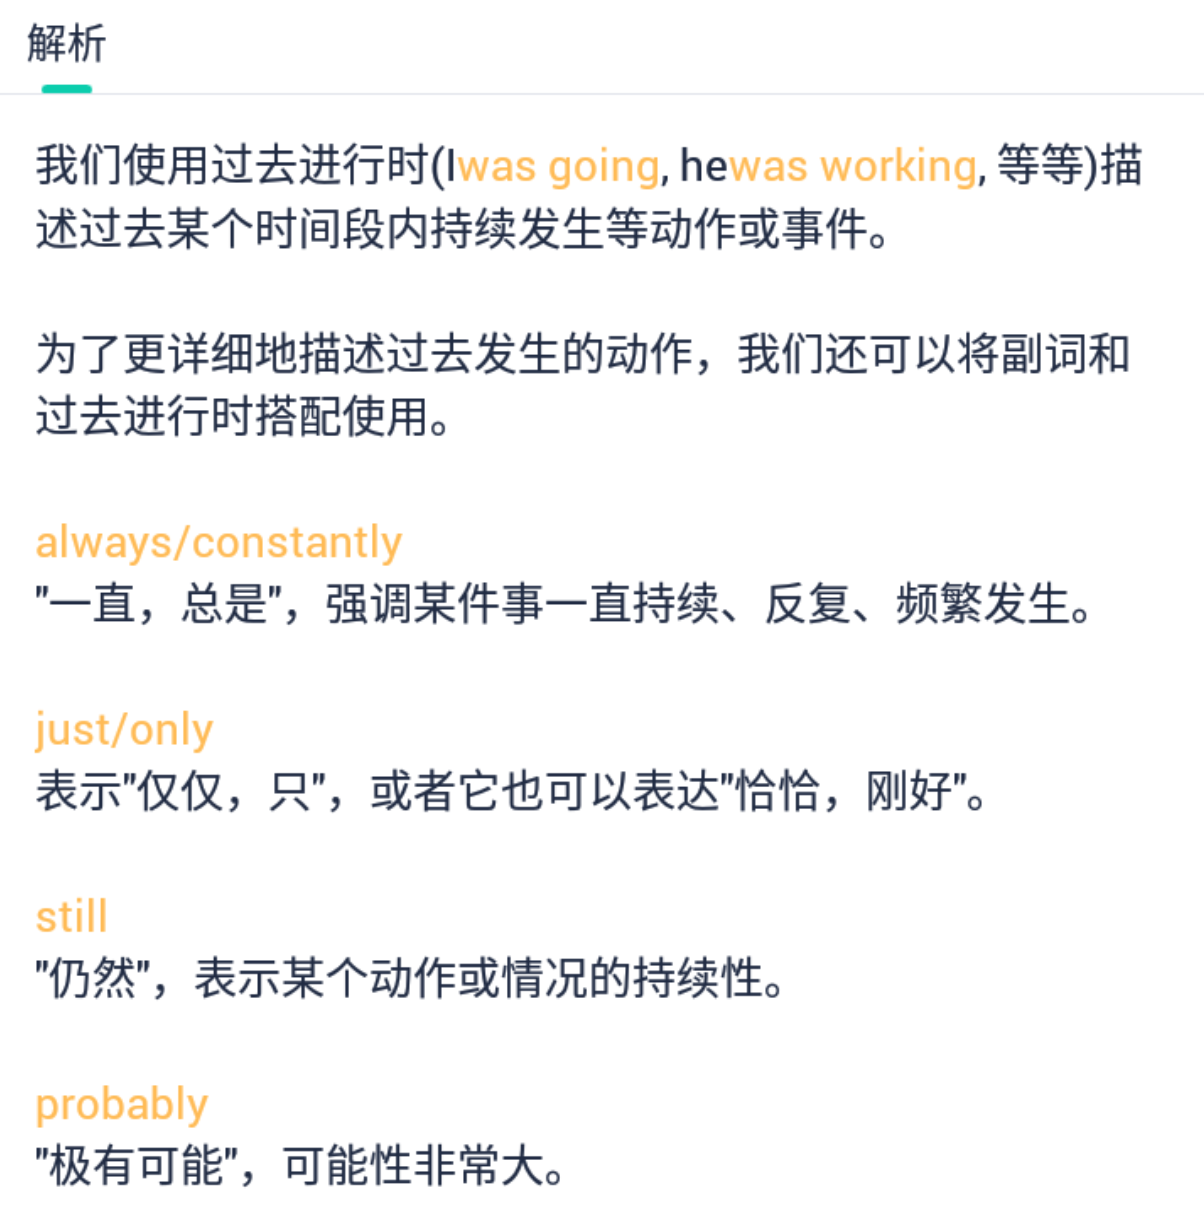 解析
我们使用过去进行时(Iwas going, hewas working, 等等)描
述过去某个时间段内持续发生等动作或事件。
为了更详细地描述过去发生的动作，我们还可以将副词和
过去进行时搭配使用。
always/constantly
"一直，总是"，强调某件事一直持续、反复、频繁发生。
just/only
表示"仅仅，只"，或者它也可以表达"恰恰，刚好"。
still
"仍然"，表示某个动作或情况的持续性。
probably
"极有可能"，可能性非常大。